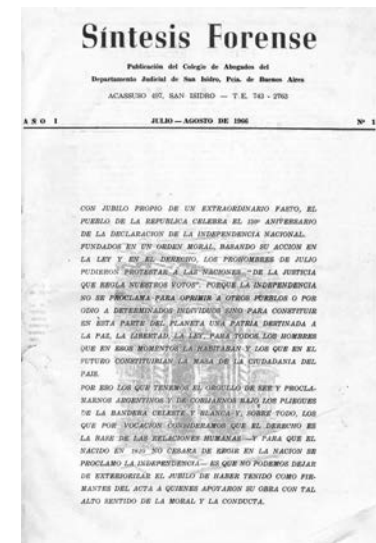 Síntesis Forense
Publicación del Colegio de Abogados del
Departamento Judicial de San Isidro, Pcia. de Buenos Aires
ACASSUSO 497, SAN ISIDRO — T.E. 743 - 2763
AÑO 1 JULIO — AGOSTO DE 1966 Nº 1
CON JUBILO PROPIO DE UN EXTRAORDINARIO FASTO, EL
PUEBLO DE LA REPUBLICA CELEBRA EL 150º ANIVERSARIO
DE LA DECLARACION DE LA INDEPENDENCIA NACIONAL.
FUNDADOS EN UN ORDEN MORAL, BASANDO SU ACCION EN
LA LEY Y EN EL DERECHO, LOS PROHOMBRES DE JULIO
PUDIERON PROTESTAR A LAS NACIONES "DE LA JUSTICIA
QUE REGLA NUESTROS VOTOS". PORQUE LA INDEPENDENCIA
NO SE PROCLAMA PARA OPRIMIR A OTROS PUEBLOS O POR
ODIO A DETERMINADOS INDIVIDUOS SINO PARA CONSTITUIR
EN ESTA PARTE DEL PLANETA UNA PATRIA DESTINADA A
LA PAZ, LA LIBERTAD, LA LEY, PARA TODOS LOS HOMBRES
QUE EN ESOS MOMENTOS LA HABITABAN Y LOS QUE EN EL
FUTURO CONSTITUIRIAN LA MASA DE LA CIUDADANIA DEL
PAIS.
POR ESO LOS QUE TENEMOS EL ORGULLO DE SER Y PROCLA-
MARNOS ARGENTINOS Y DE COBIJARNOS BAJO LOS PLIEGUES
DE LA BANDERA CELESTE Y BLANCA Y, SOBRE TODO, LOS
QUE POR VOCACION CONSIDERAMOS QUE EL DERECHO ES
LA BASE DE LAS RELACIONES HUMANAS —Y PARA QUE EL
NACIDO EN NO CESARA DE REGIR EN LA NACION SE
PROCLAMO LA INDEPENDENCIA— ES QUE NO PODEMOS DEJAR
DE EXTERIORIZAR EL JUBILO DE HABER TENIDO COMO FIR-
MANTES DEL ACTA A QUIENES APOYARON SU OBRA CON TAL
ALTO SENTIDO DE LA MORAL Y LA CONDUCTA.